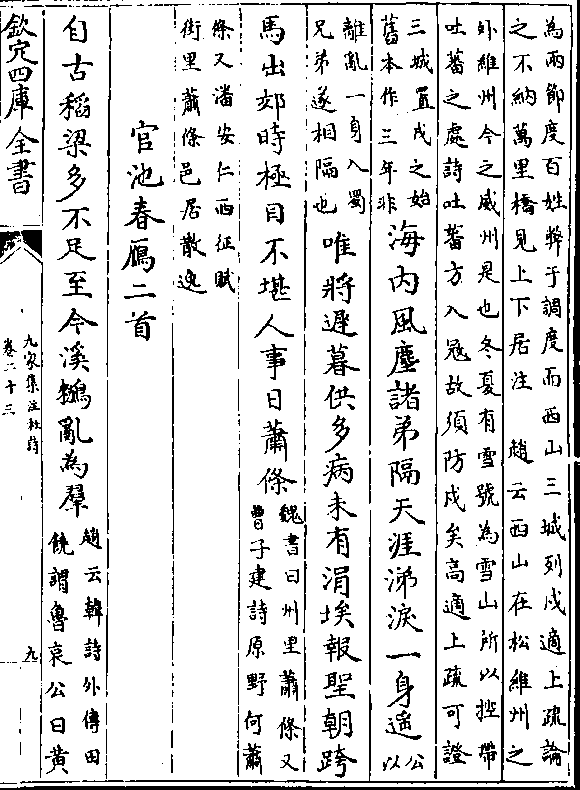 為兩節度百姓弊于調度而西山三城列戍適上疏論
之不納萬里橋見上下居注　趙云西山在松維州之
外維州今之威州是也冬夏有雪號為雪山所以控帶
吐蕃之處詩吐蕃方入冦故須防戍矣高適上疏可證
三城置戍之始
舊本作三年非
海內風塵諸弟隔天涯涕淚一身遙
公以
離亂一身入蜀
兄弟遂相隔也
唯將遲暮供多病未有涓埃報聖朝跨
馬出郊時極目不堪人事日蕭條
魏書曰州里蕭條又
曹子建詩原野何蕭
條又潘安仁西征賦
街里蕭條邑居散逸
官池春鴈二首
自古稻粱多不足至今溪鶒亂為羣
趙云韓詩外傳田
饒謂魯哀公曰黃
欽定四庫全書
九家集注杜詩
卷二十三
九